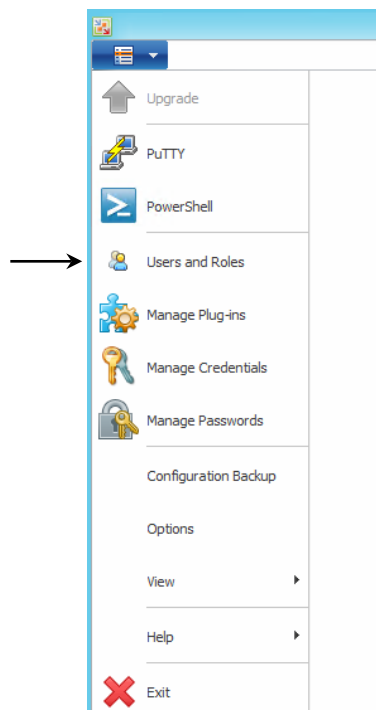 Upgrade
PuTTY
PowerShell
Users and Roles
Manage Plug-ins
Manage Credentials
Manage Passwords
Configuration Backup
Options
View
Help
Exit